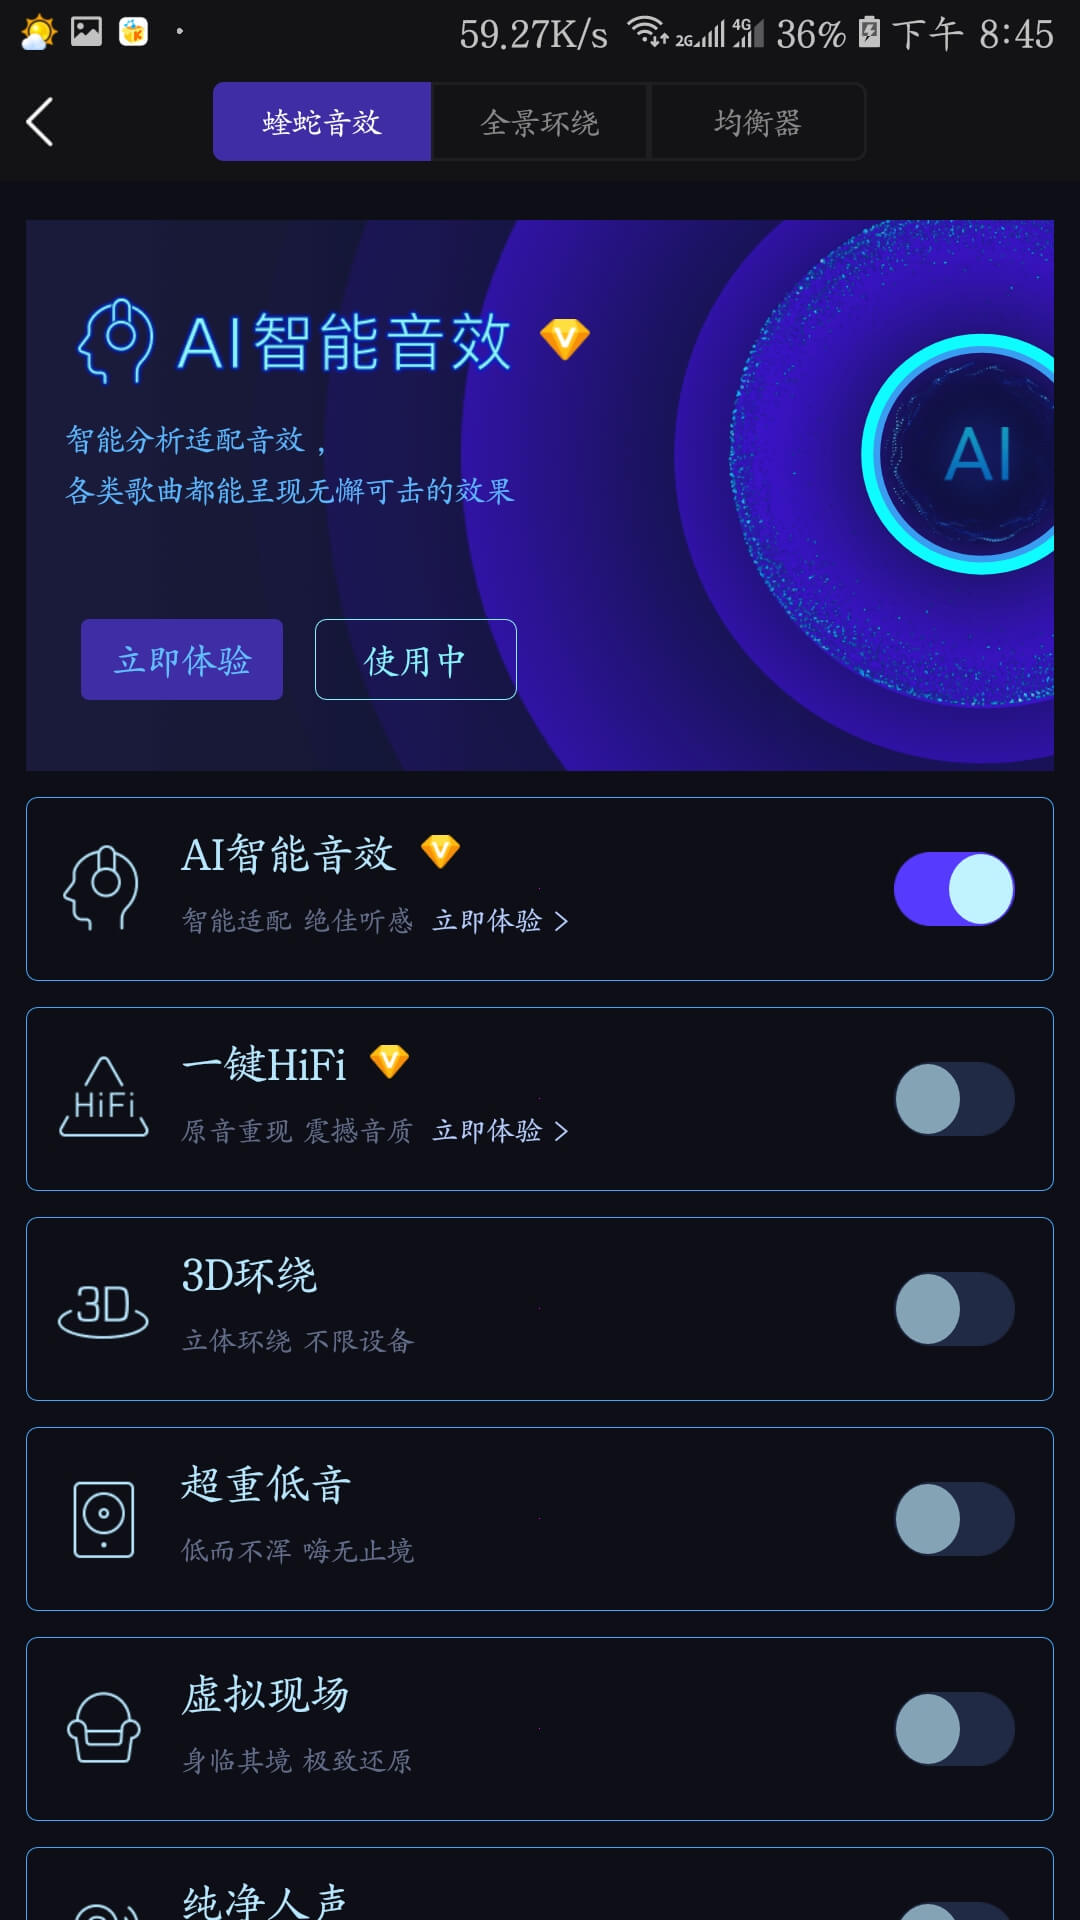 59.27K/s 2G 4G 36% 下午 8:45
蝰蛇音效 全景环绕 均衡器
AI智能音效 V
智能分析适配音效，
各类歌曲都能呈现无懈可击的效果
AI
立即体验 使用中
AI智能音效 V
智能适配 绝佳听感 立即体验 >
一键HiFi V
HiFi
原音重现 震撼音质 立即体验 >
3D环绕
3D
立体环绕 不限设备
超重低音
低而不浑 嗨无止境
虚拟现场
身临其境 极致还原
纯净人声